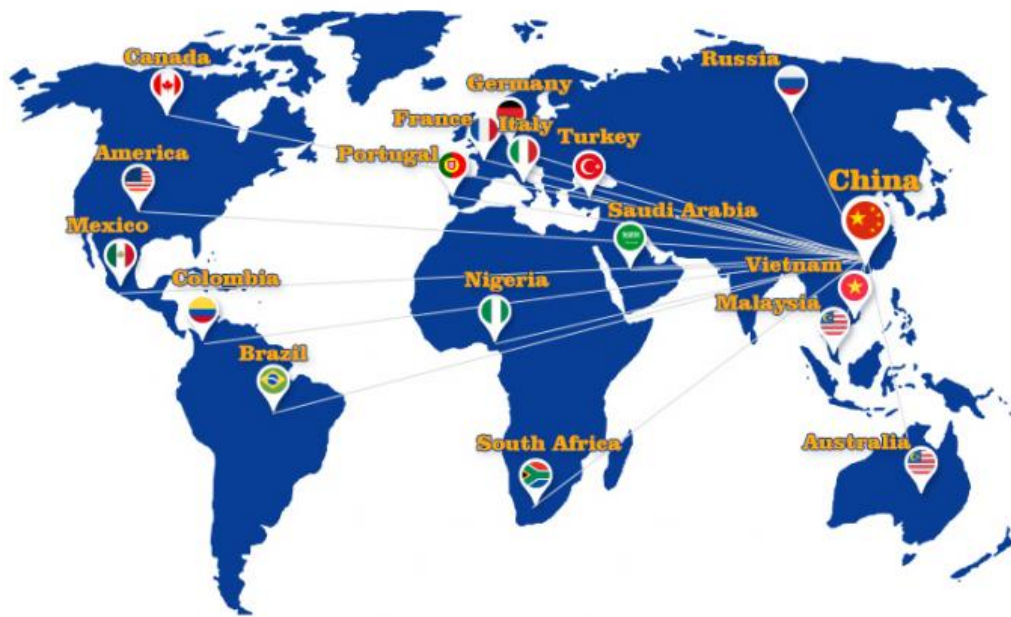 Canada
Russia
Germany
France
Italy
Turkey
America
Portugal
China
Mexico
Saudi Arabia
Vietnam
Colombia
Nigeria
Malaysia
Brazil
South Africa
Australia